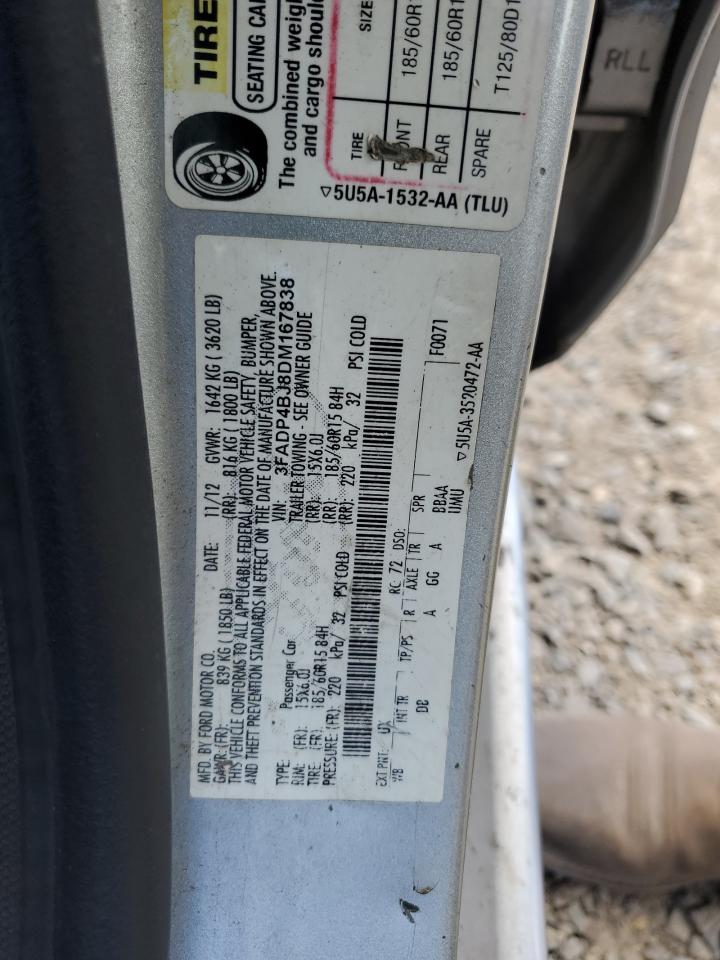 TIRE
SEATING CAP
The combined weigh
and cargo shoul
SIZE
TIRE
FRONT 185/60R1
REAR 185/60R1
SPARE T125/80D1
▽5U5A-1532-AA (TLU)
RLL
MFD. BY FORD MOTOR CO.
DATE: 11/12 GVWR: 1642 KG ( 3620 LB)
GAWR: (FR): 839 KG ( 1850 LB) (RR): 816 KG ( 1800 LB)
THIS VEHICLE CONFORMS TO ALL APPLICABLE FEDERAL MOTOR VEHICLE SAFETY, BUMPER,
AND THEFT PREVENTION STANDARDS IN EFFECT ON THE DATE OF MANUFACTURE SHOWN ABOVE.
VIN: 3FADP4BJ8DM167838
TYPE: Passenger Car TRAILER TOWING - SEE OWNER GUIDE
RIM: (FR): 15X6.0J (RR): 15X6.0J
TIRE: (FR): 185/60R15 84H (RR): 185/60R15 84H
PRESSURE: (FR): 220 kPa/ 32 PSI COLD (RR): 220 kPa/ 32 PSI COLD
EXT PNT: UX RC: 72 DSO: F0071
WB INT TR TP/PS R AXLE TR SPR
DB A GG A BBAA
UMU
▽5U5A-3520472-AA